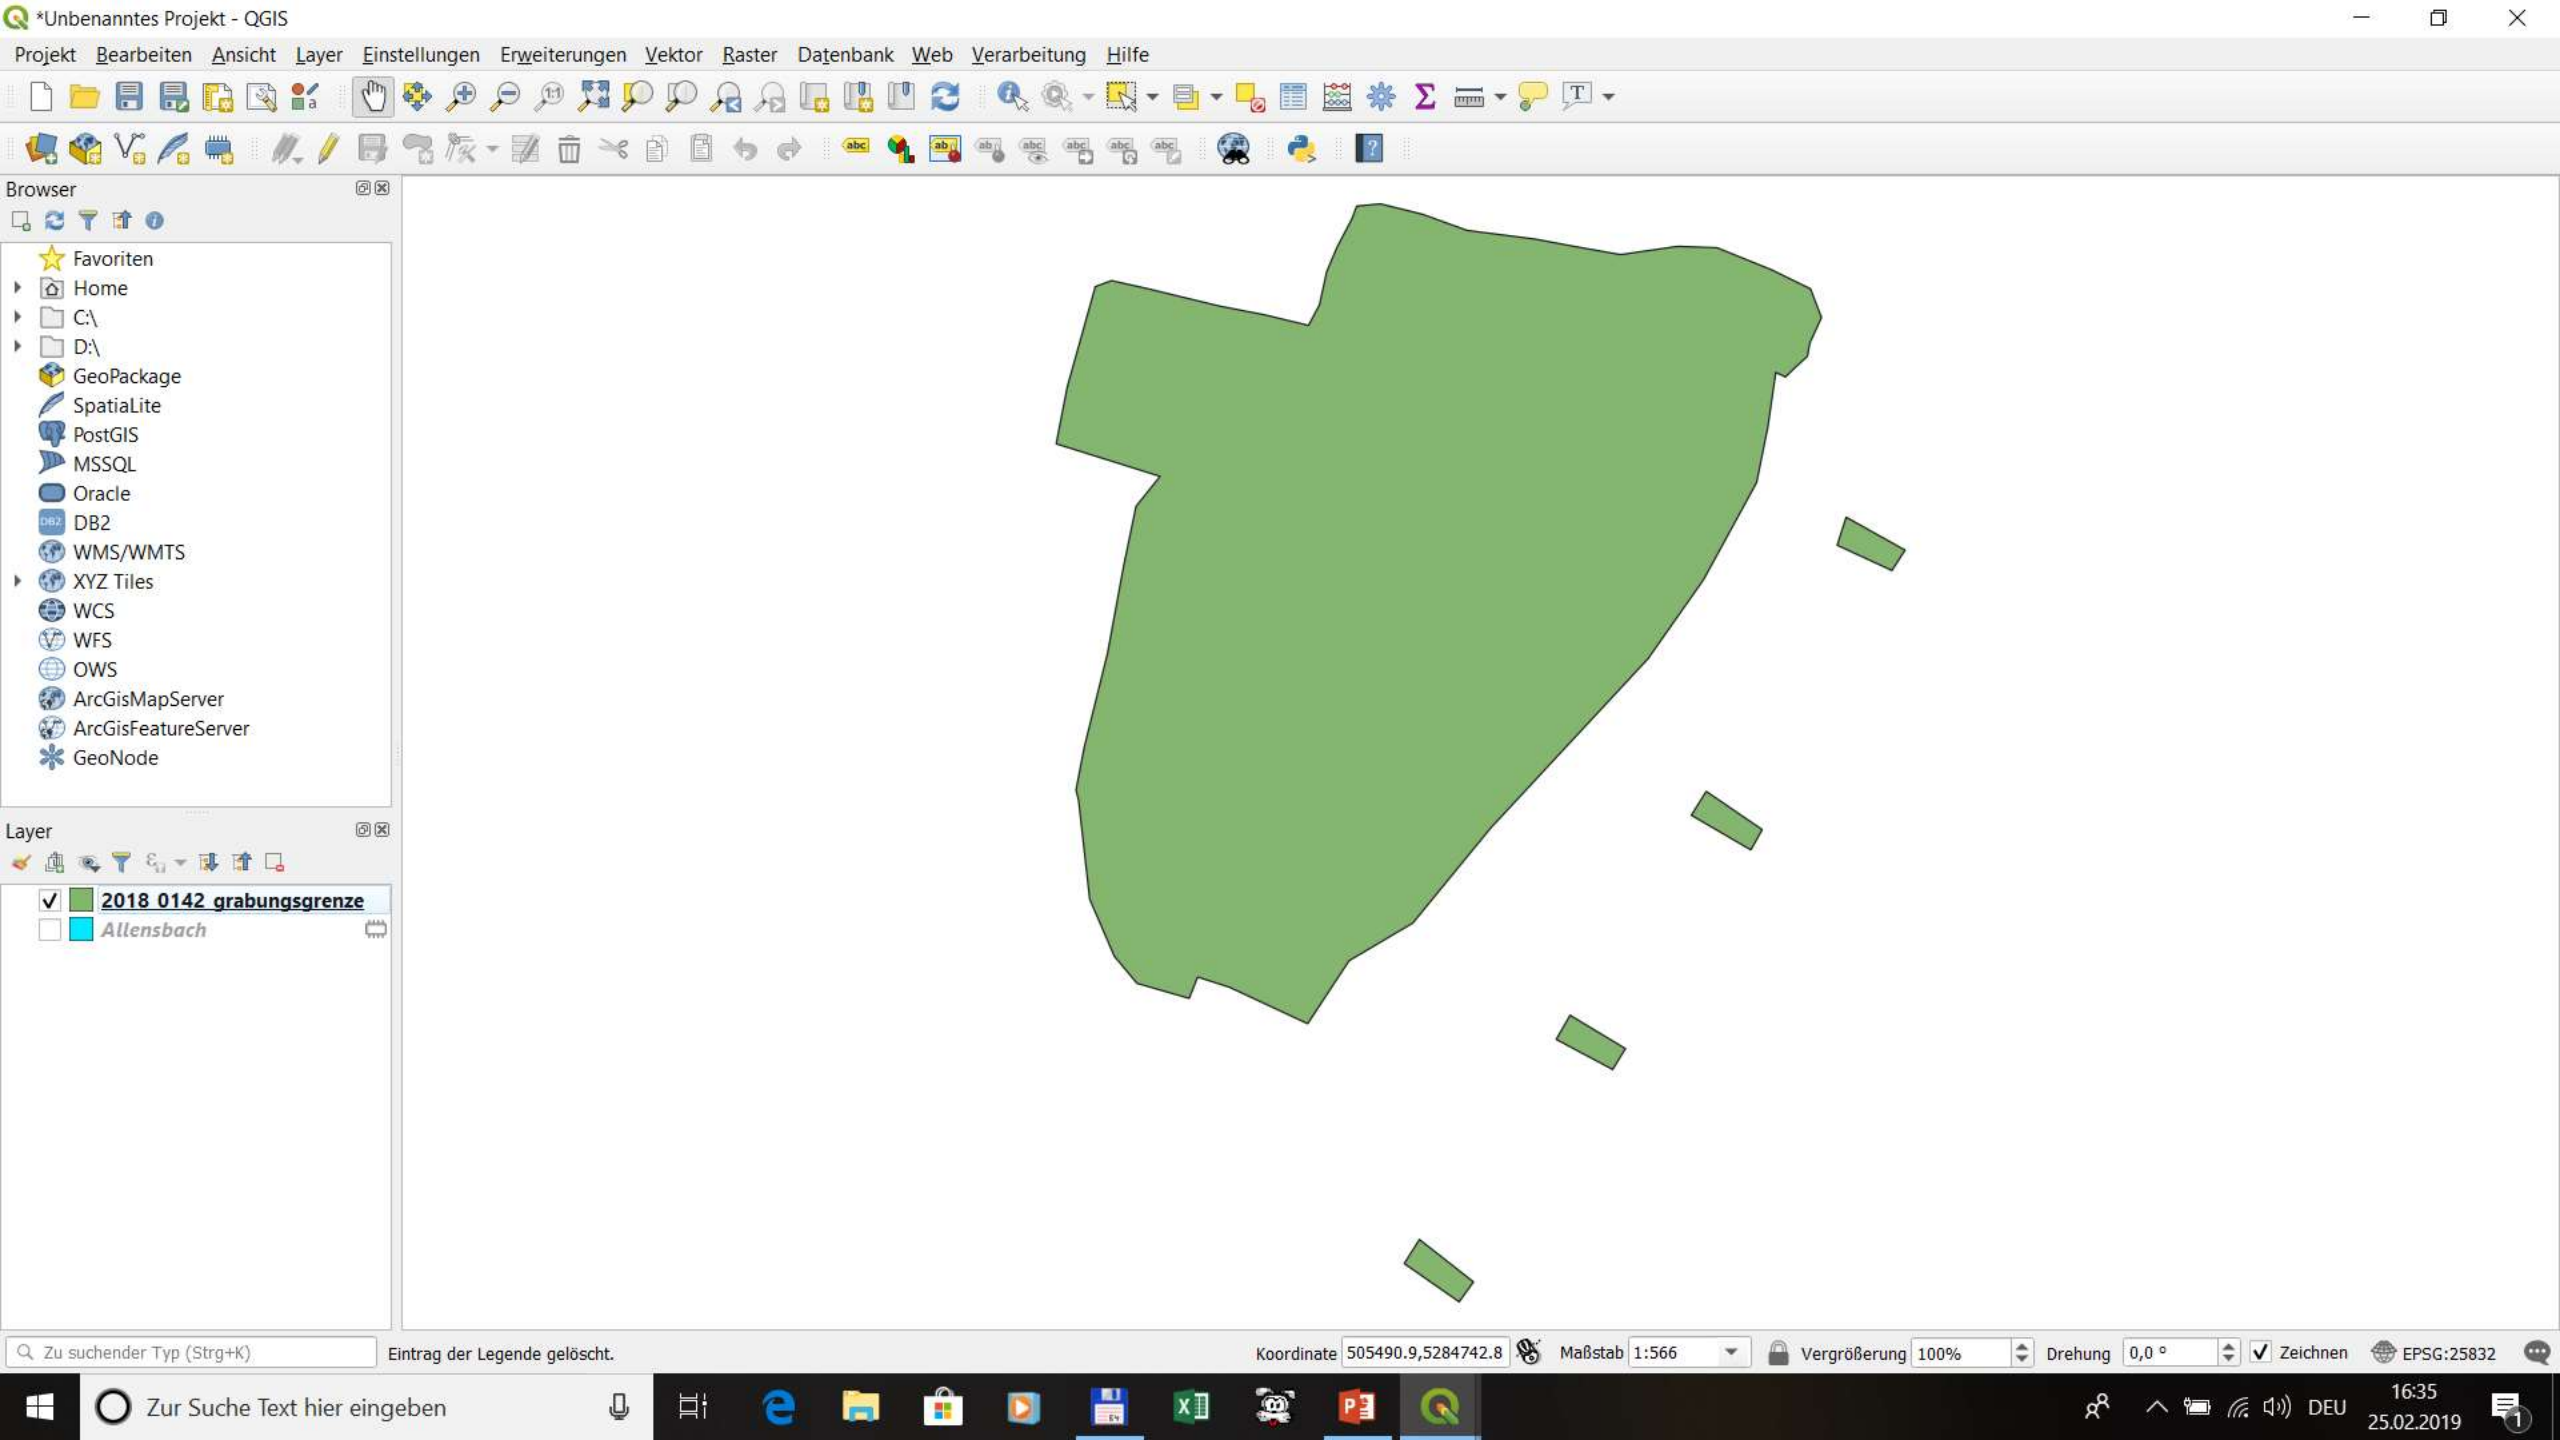 *Unbenanntes Projekt - QGIS
Projekt Bearbeiten Ansicht Layer Einstellungen Erweiterungen Vektor Raster Datenbank Web Verarbeitung Hilfe
Browser
Favoriten
Home
C:\
D:\
GeoPackage
SpatiaLite
PostGIS
MSSQL
Oracle
DB2
WMS/WMTS
XYZ Tiles
WCS
WFS
OWS
ArcGisMapServer
ArcGisFeatureServer
GeoNode
Layer
2018_0142_grabungsgrenze
Allensbach
Zu suchender Typ (Strg+K) Eintrag der Legende gelöscht. Koordinate 505490.9,5284742.8 Maßstab 1:566 Vergrößerung 100% Drehung 0,0 ° Zeichnen EPSG:25832
Zur Suche Text hier eingeben DEU 16:35
25.02.2019 1